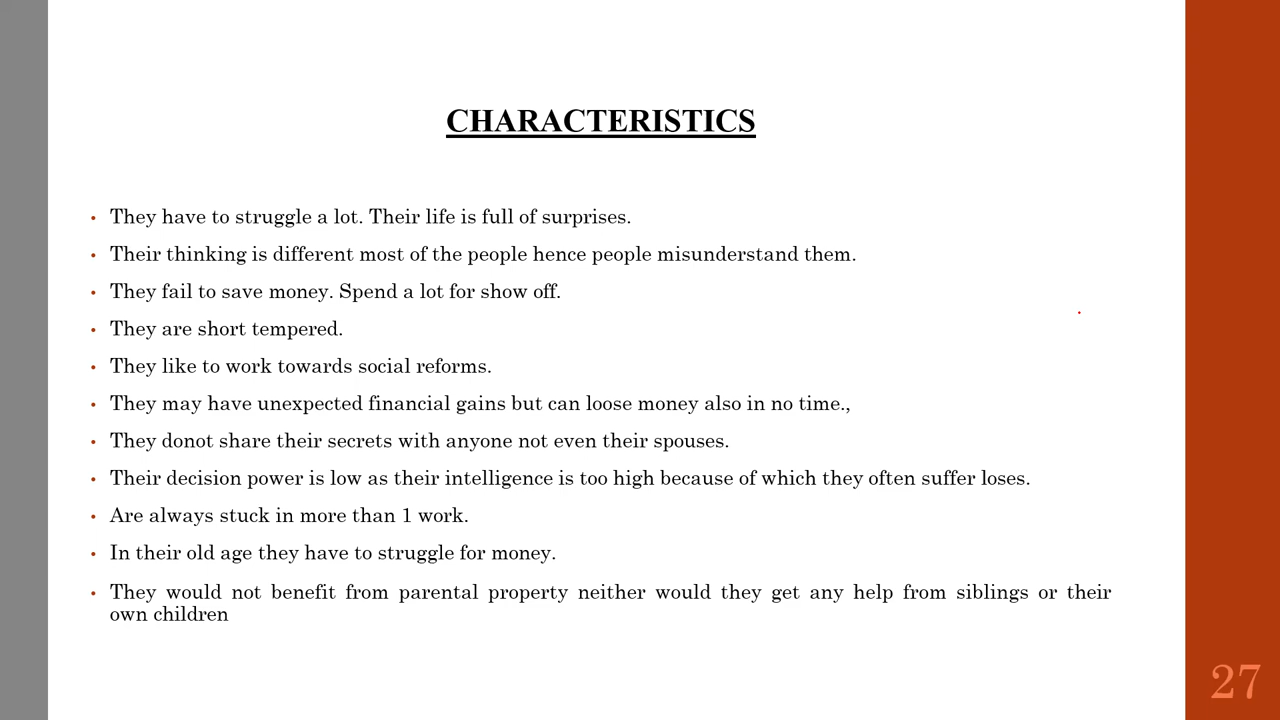 CHARACTERISTICS
• They have to struggle a lot. Their life is full of surprises.
• Their thinking is different most of the people hence people misunderstand them.
• They fail to save money. Spend a lot for show off.
• They are short tempered.
• They like to work towards social reforms.
• They may have unexpected financial gains but can loose money also in no time.,
• They donot share their secrets with anyone not even their spouses.
• Their decision power is low as their intelligence is too high because of which they often suffer loses.
• Are always stuck in more than 1 work.
• In their old age they have to struggle for money.
• They would not benefit from parental property neither would they get any help from siblings or their
own children
27